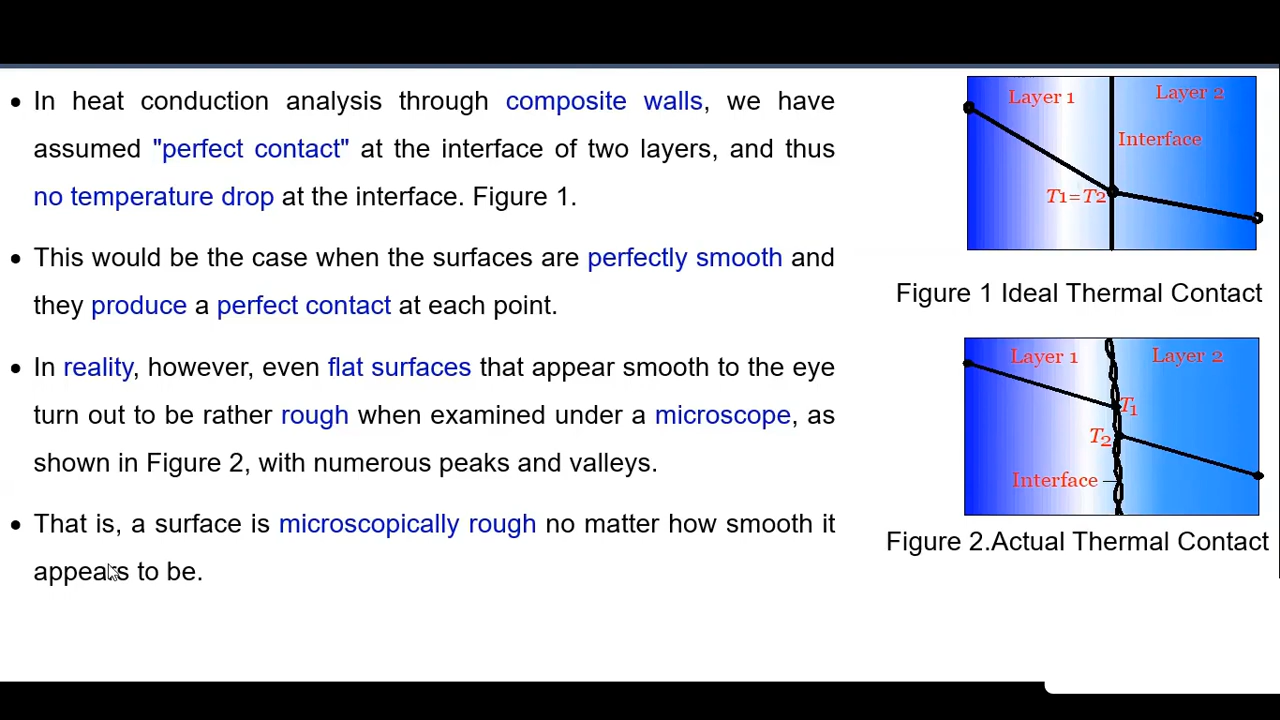 • In heat conduction analysis through composite walls, we have
assumed "perfect contact" at the interface of two layers, and thus
no temperature drop at the interface. Figure 1.
• This would be the case when the surfaces are perfectly smooth and
they produce a perfect contact at each point.
• In reality, however, even flat surfaces that appear smooth to the eye
turn out to be rather rough when examined under a microscope, as
shown in Figure 2, with numerous peaks and valleys.
• That is, a surface is microscopically rough no matter how smooth it
appears to be.
Layer 1
Layer 2
Interface
T1=T2
Figure 1 Ideal Thermal Contact
Layer 1
Layer 2
T1
T2
Interface
Figure 2.Actual Thermal Contact